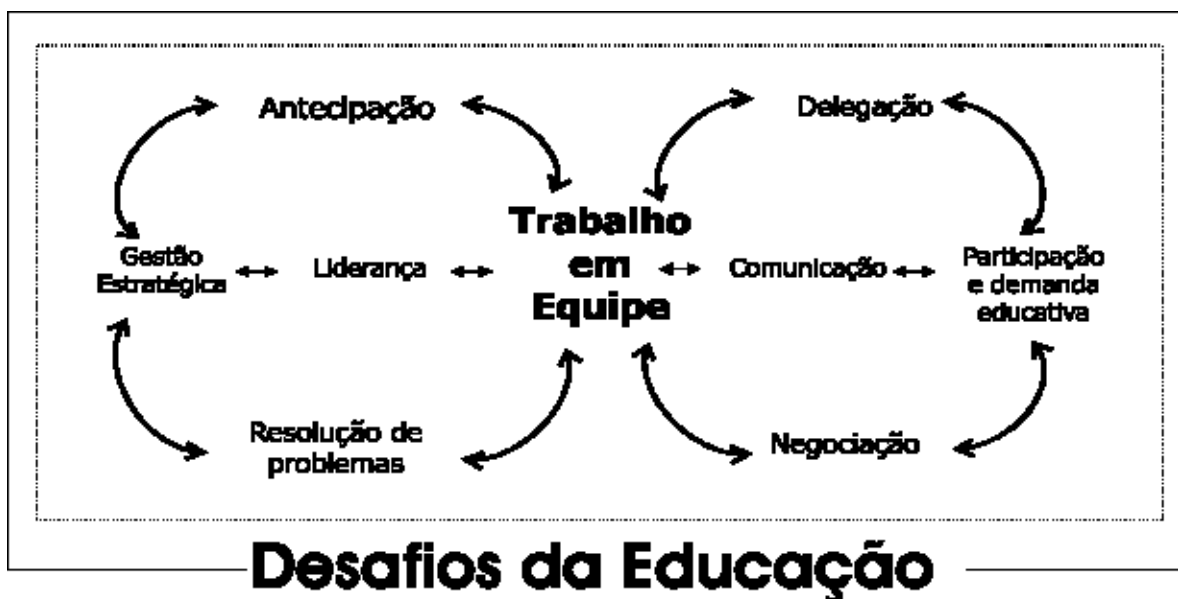 Antecipação
Delegação
Trabalho
em
Equipe
Gestão
Estratégica
Liderança
Comunicação
Participação
e demanda
educativa
Resolução de
problemas
Negociação
Desafios da Educação